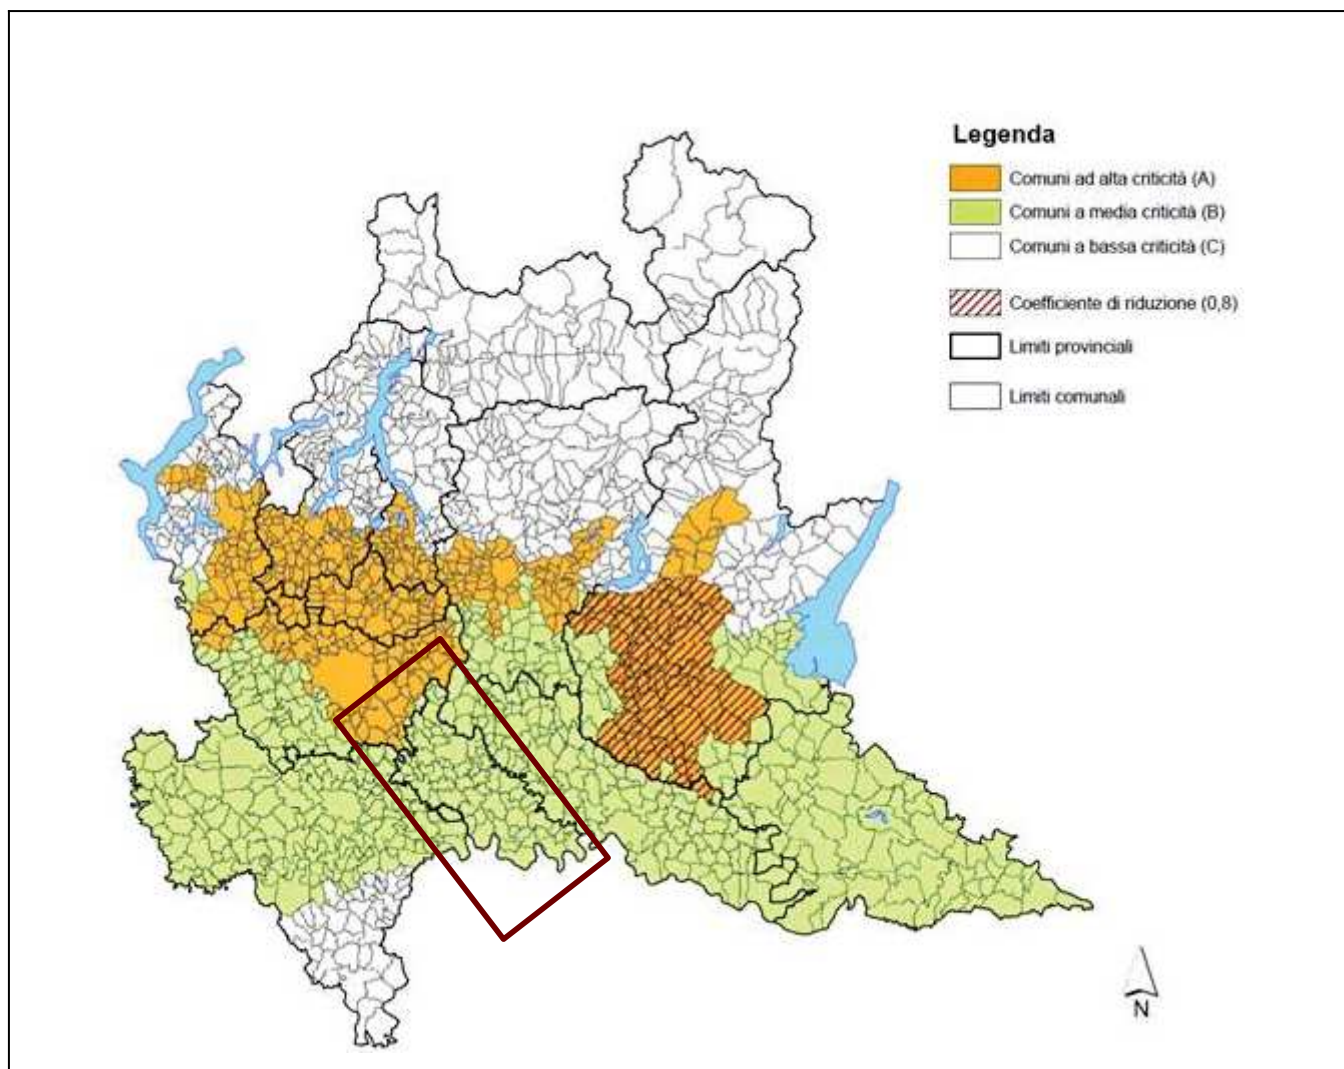 Legenda
Comuni ad alta criticità (A)
Comuni a media criticità (B)
Comuni a bassa criticità (C)
Coefficiente di riduzione (0,8)
Limiti provinciali
Limiti comunali
N